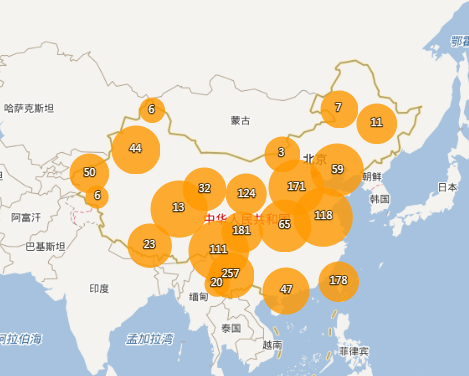 鄂霍
6
7
哈萨克斯坦
蒙古
11
44
3
北京
50
59
171
朝鲜
6
32
124
日本
韩国
13
阿富汗
中华人民共和国
118
65
181
23
111
巴基斯坦
257
20
178
印度
47
缅甸
泰国
阿拉伯海
孟加拉湾
越南
菲律宾